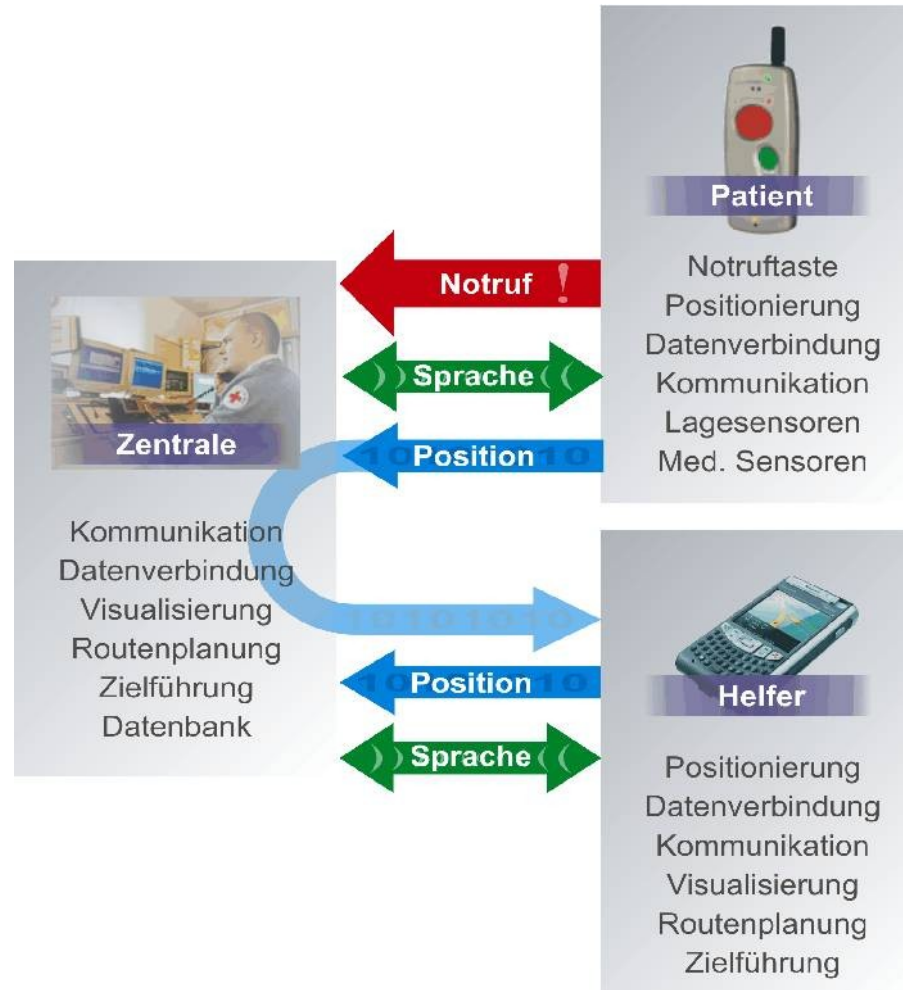 Patient
Notruftaste
Positionierung
Datenverbindung
Kommunikation
Lagesensoren
Med. Sensoren
Notruf !
))Sprache((
Position
Zentrale
Kommunikation
Datenverbindung
Visualisierung
Routenplanung
Zielführung
Datenbank
10101010
Position
))Sprache((
Helfer
Positionierung
Datenverbindung
Kommunikation
Visualisierung
Routenplanung
Zielführung